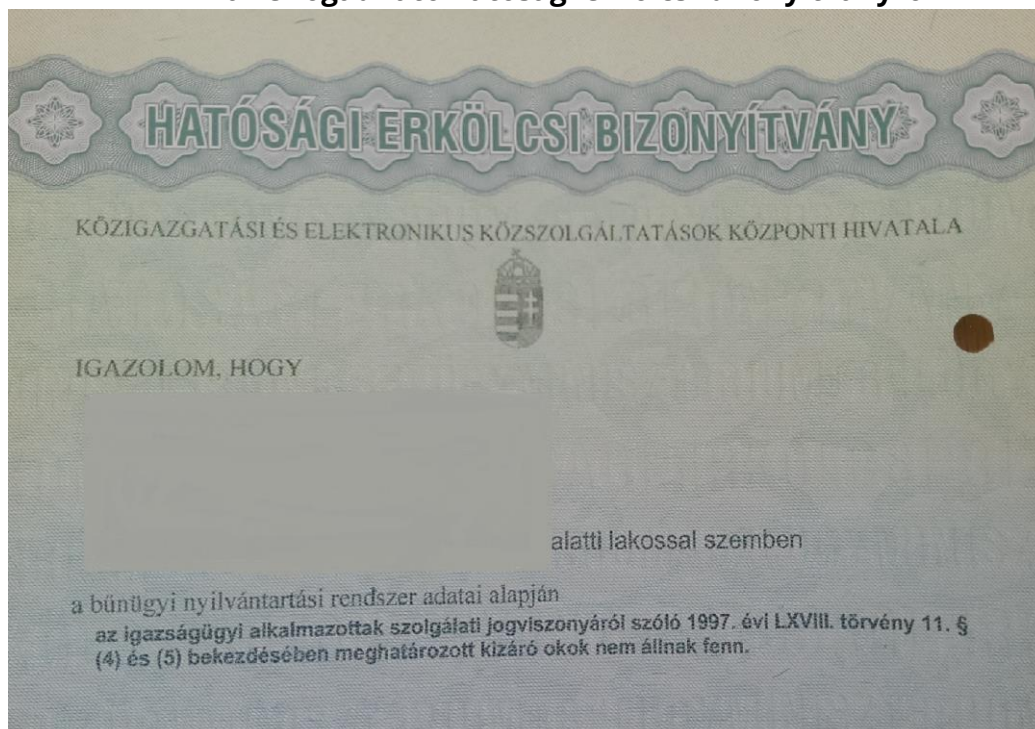 HATÓSÁGI ERKÖLCSI BIZONYÍTVÁNY
KÖZIGAZGATÁSI ÉS ELEKTRONIKUS KÖZSZOLGÁLTATÁSOK KÖZPONTI HIVATALA
IGAZOLOM, HOGY
alatti lakossal szemben
a bűnügyi nyilvántartási rendszer adatai alapján
az igazságügyi alkalmazottak szolgálati jogviszonyáról szóló 1997. évi LXVIII. törvény 11. §
(4) és (5) bekezdésében meghatározott kizáró okok nem állnak fenn.